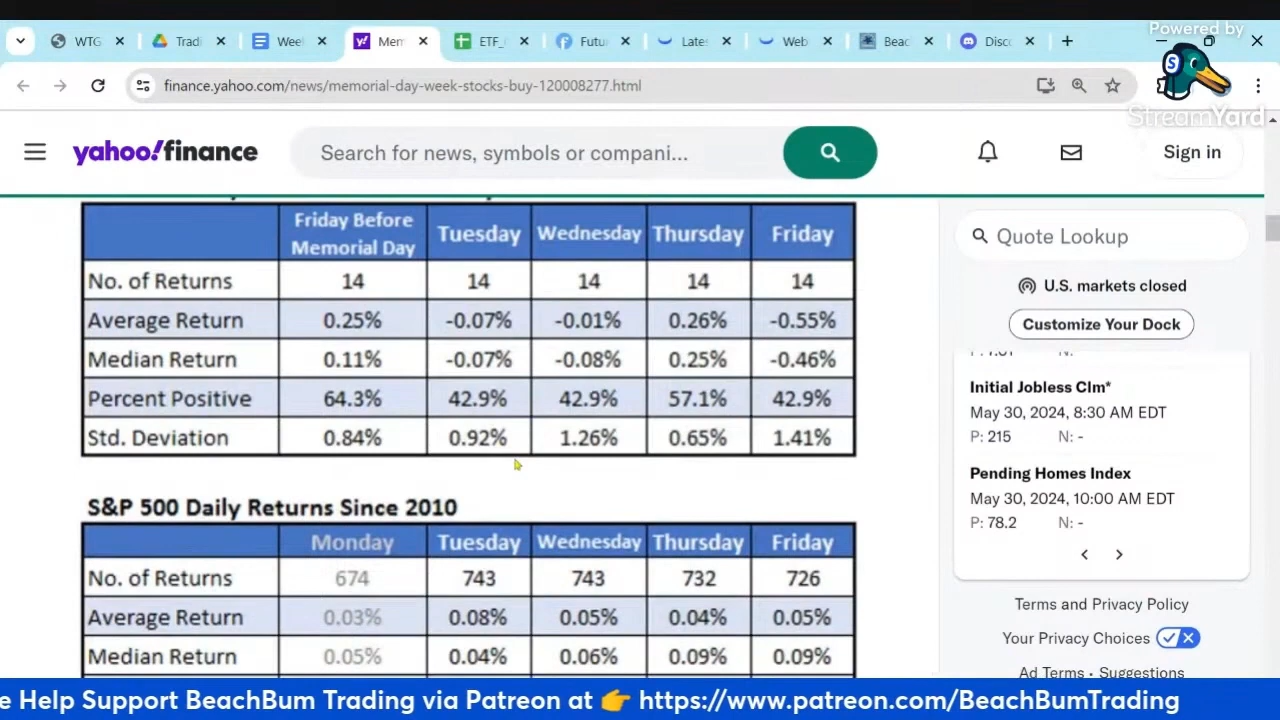 Powered by
WTG
Tradi
Wee
Mem
ETF_
Futur
Late
Web
Beac
Disco
finance.yahoo.com/news/memorial-day-week-stocks-buy-120008277.html
StreamYard
yahoo!finance
Search for news, symbols or compani...
Sign in
Friday Before Memorial Day Tuesday Wednesday Thursday Friday
No. of Returns 14 14 14 14 14
Average Return 0.25% -0.07% -0.01% 0.26% -0.55%
Median Return 0.11% -0.07% -0.08% 0.25% -0.46%
Percent Positive 64.3% 42.9% 42.9% 57.1% 42.9%
Std. Deviation 0.84% 0.92% 1.26% 0.65% 1.41%
S&P 500 Daily Returns Since 2010
Monday Tuesday Wednesday Thursday Friday
No. of Returns 674 743 743 732 726
Average Return 0.03% 0.08% 0.05% 0.04% 0.05%
Median Return 0.05% 0.04% 0.06% 0.09% 0.09%
Quote Lookup
U.S. markets closed
Customize Your Dock
Initial Jobless Clm*
May 30, 2024, 8:30 AM EDT
P: 215 N: -
Pending Homes Index
May 30, 2024, 10:00 AM EDT
P: 78.2 N: -
Terms and Privacy Policy
Your Privacy Choices
Ad Terms • Suggestions
e Help Support BeachBum Trading via Patreon at 👉 https://www.patreon.com/BeachBumTrading